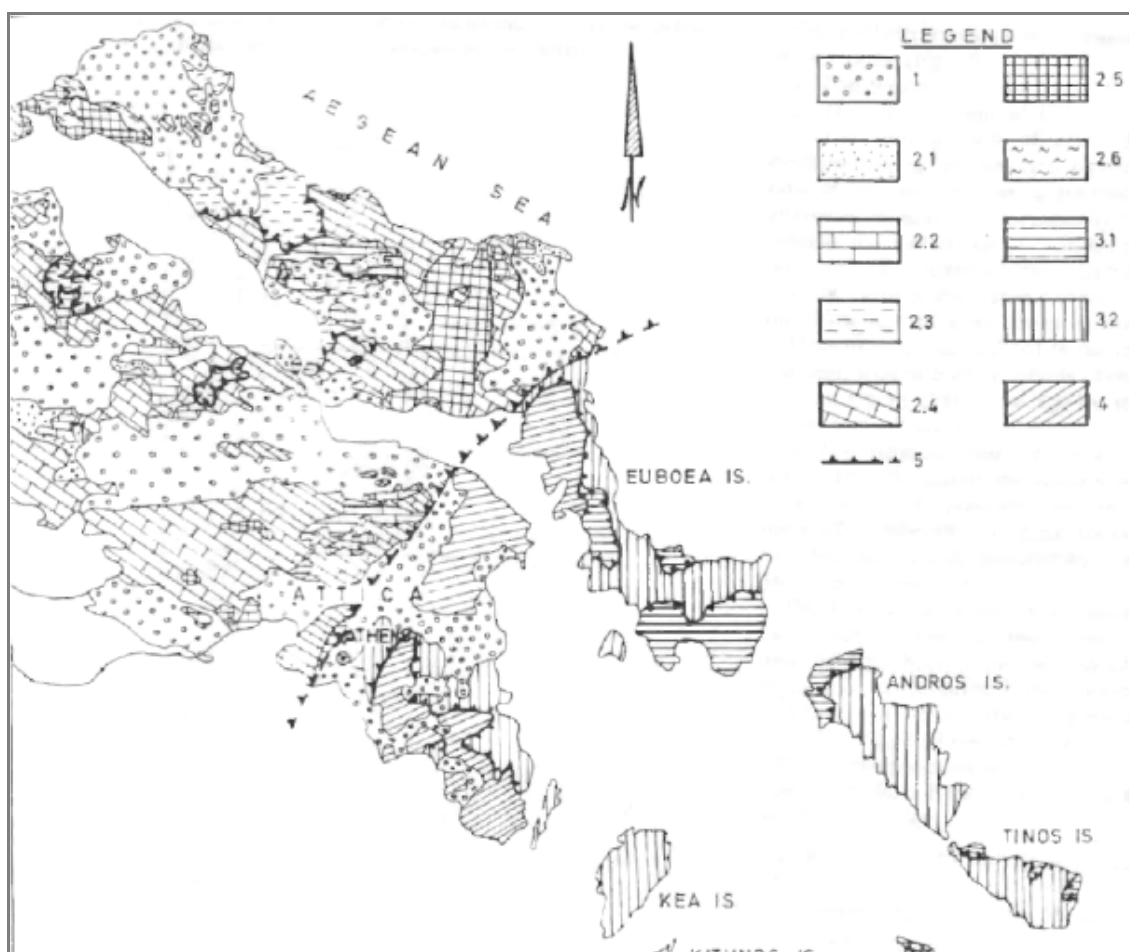 LEGEND
1
2.5
2.1
2.6
2.2
3.1
2.3
3.2
2.4
4
5
AEGEAN SEA
EUBOEA IS.
ATTICA
ATHENS
ANDROS IS.
TINOS IS.
KEA IS.